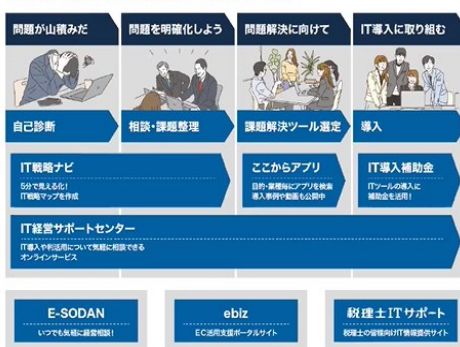 問題が山積みだ
問題を明確化しよう
問題解決に向けて
IT導入に取り組む
自己診断
相談・課題整理
課題解決ツール選定
導入
IT戦略ナビ
5分で見える化!
IT戦略マップを作成
ここからアプリ
目的・業種毎にアプリを検索
導入事例や動画も公開中
IT導入補助金
ITツールの導入に
補助金を活用!
IT経営サポートセンター
IT導入や利活用について気軽に相談できる
オンラインサービス
E-SODAN
いつでも気軽に経営相談!
ebiz
EC活用支援ポータルサイト
税理士ITサポート
税理士の皆様向けIT情報提供サイト